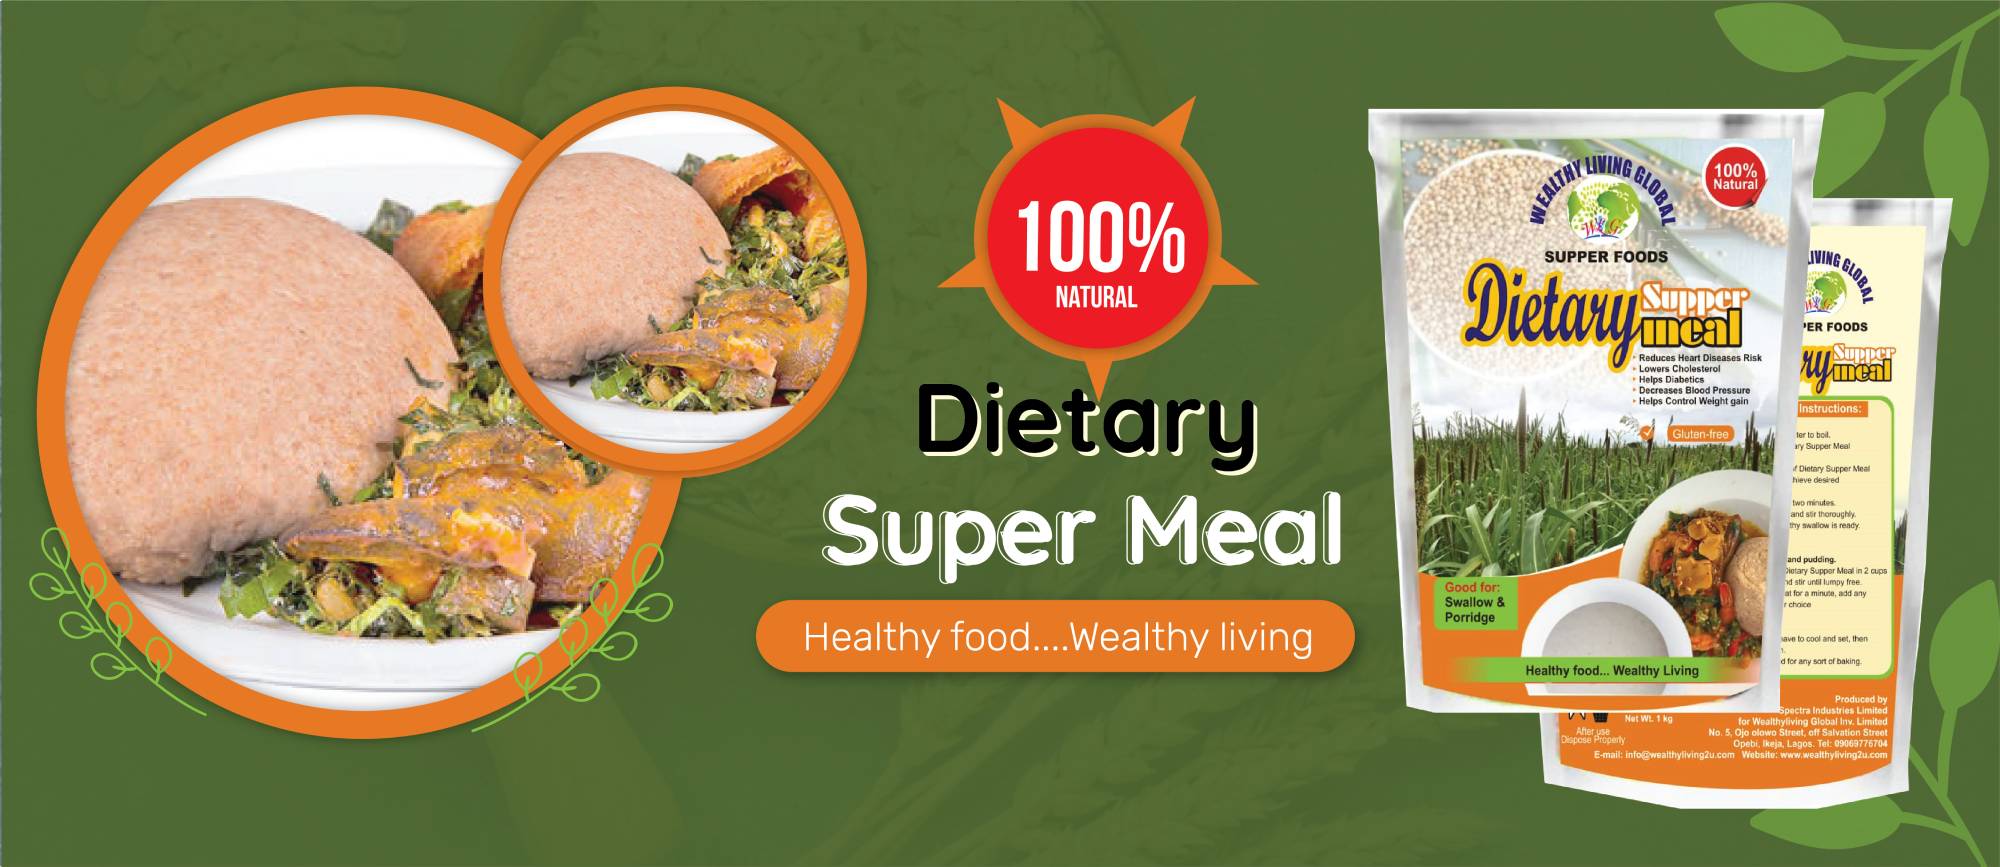 100%
NATURAL
Dietary
Super Meal
Healthy food....Wealthy living
WEALTHY LIVING GLOBAL
WLG
100%
Natural
SUPPER FOODS
Dietary Supper
meal
Reduces Heart Diseases Risk
Lowers Cholesterol
Helps Diabetics
Decreases Blood Pressure
Helps Control Weight gain
Gluten-free
Good for:
Swallow &
Porridge
Healthy food... Wealthy Living
LIVING GLOBAL
PER FOODS
ry Supper
meal
Instructions:
ter to boil.
ary Supper Meal
of Dietary Supper Meal
hieve desired
two minutes.
and stir thoroughly.
thy swallow is ready.
and pudding.
Dietary Supper Meal in 2 cups
nd stir until lumpy free.
at for a minute, add any
r choice
have to cool and set, then
d for any sort of baking.
After use
Dispose Properly
Net Wt. 1 kg
Produced by
Spectra Industries Limited
for Wealthyliving Global Inv. Limited
No. 5, Ojo olowo Street, off Salvation Street
Opebi, Ikeja, Lagos. Tel: 09069776704
E-mail: info@wealthyliving2u.com Website: www.wealthyliving2u.com